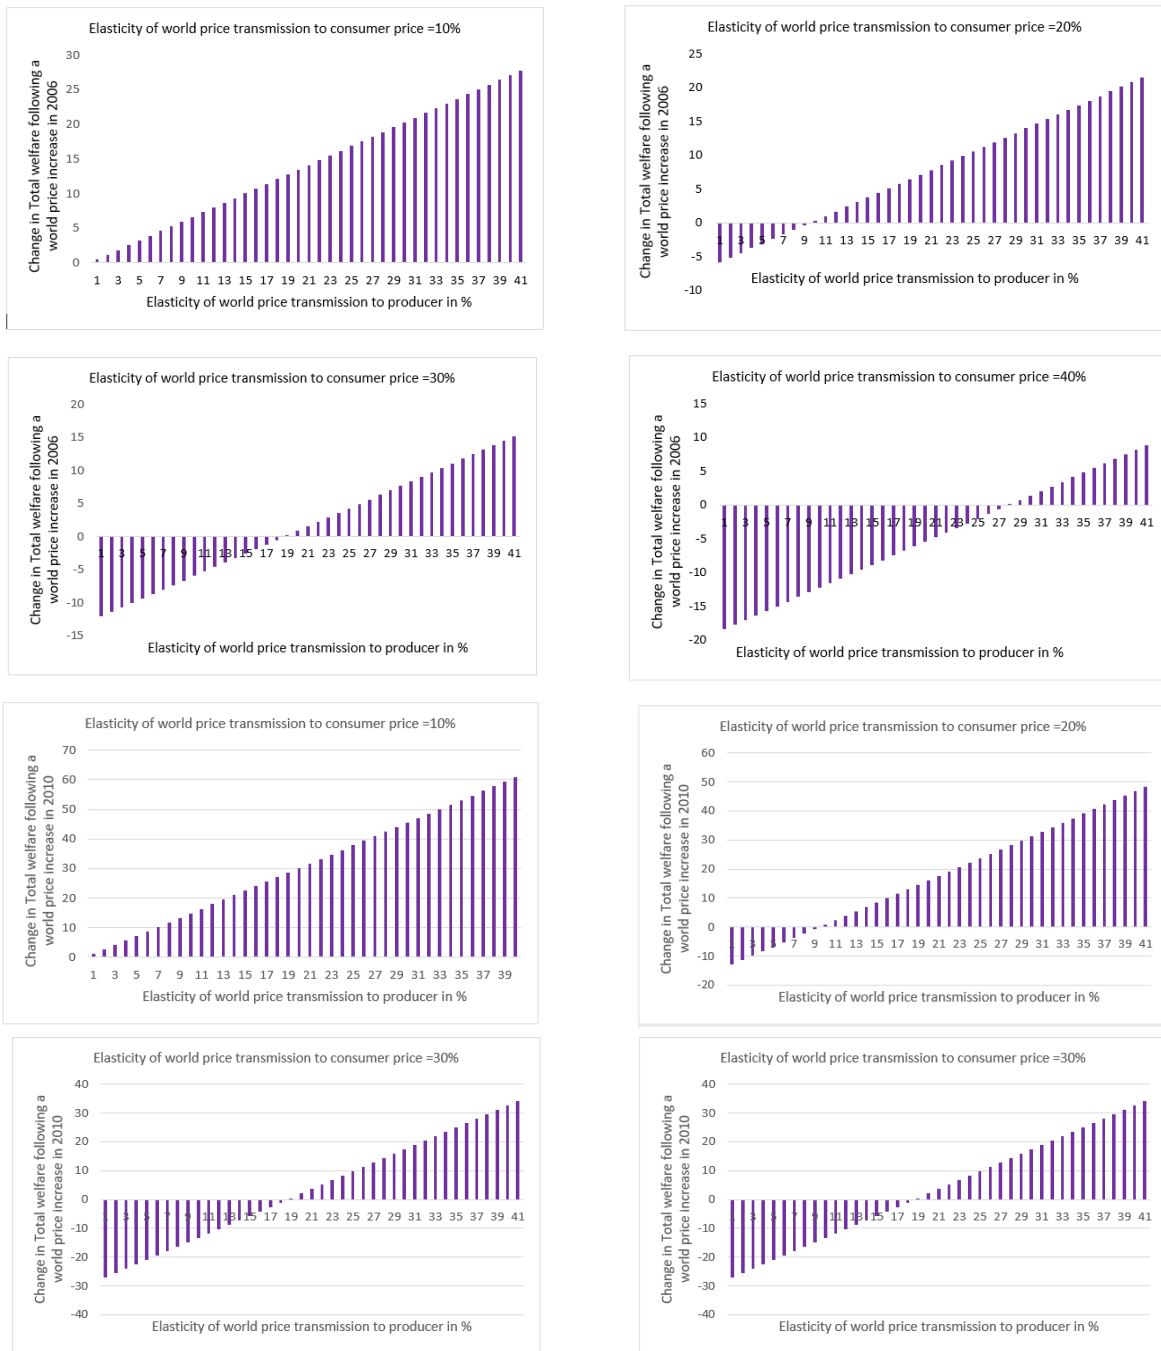 Elasticity of world price transmission to consumer price =10%
Change in Total welfare following a
world price increase in 2006
30
25
20
15
10
5
0
1 3 5 7 9 11 13 15 17 19 21 23 25 27 29 31 33 35 37 39 41
Elasticity of world price transmission to producer in %
Elasticity of world price transmission to consumer price =20%
Change in Total welfare following a
world price increase in 2006
25
20
15
10
5
0
-5
-10
1 3 5 7 9 11 13 15 17 19 21 23 25 27 29 31 33 35 37 39 41
Elasticity of world price transmission to producer in %
Elasticity of world price transmission to consumer price =30%
Change in Total welfare following a
world price increase in 2006
20
15
10
5
0
-5
-10
-15
1 3 5 7 9 11 13 15 17 19 21 23 25 27 29 31 33 35 37 39 41
Elasticity of world price transmission to producer in %
Elasticity of world price transmission to consumer price =40%
Change in Total welfare following a
world price increase in 2006
15
10
5
0
-5
-10
-15
-20
1 3 5 7 9 11 13 15 17 19 21 23 25 27 29 31 33 35 37 39 41
Elasticity of world price transmission to producer in %
Elasticity of world price transmission to consumer price =10%
Change in Total welfare following a
world price increase in 2010
70
60
50
40
30
20
10
0
1 3 5 7 9 11 13 15 17 19 21 23 25 27 29 31 33 35 37 39
Elasticity of world price transmission to producer in %
Elasticity of world price transmission to consumer price =20%
Change in Total welfare following a
world price increase in 2010
60
50
40
30
20
10
0
-10
-20
1 3 5 7 9 11 13 15 17 19 21 23 25 27 29 31 33 35 37 39 41
Elasticity of world price transmission to producer in %
Elasticity of world price transmission to consumer price =30%
Change in Total welfare following a
world price increase in 2010
40
30
20
10
0
-10
-20
-30
-40
1 3 5 7 9 11 13 15 17 19 21 23 25 27 29 31 33 35 37 39 41
Elasticity of world price transmission to producer in %
Elasticity of world price transmission to consumer price =30%
Change in Total welfare following a
world price increase in 2010
40
30
20
10
0
-10
-20
-30
-40
1 3 5 7 9 11 13 15 17 19 21 23 25 27 29 31 33 35 37 39 41
Elasticity of world price transmission to producer in %